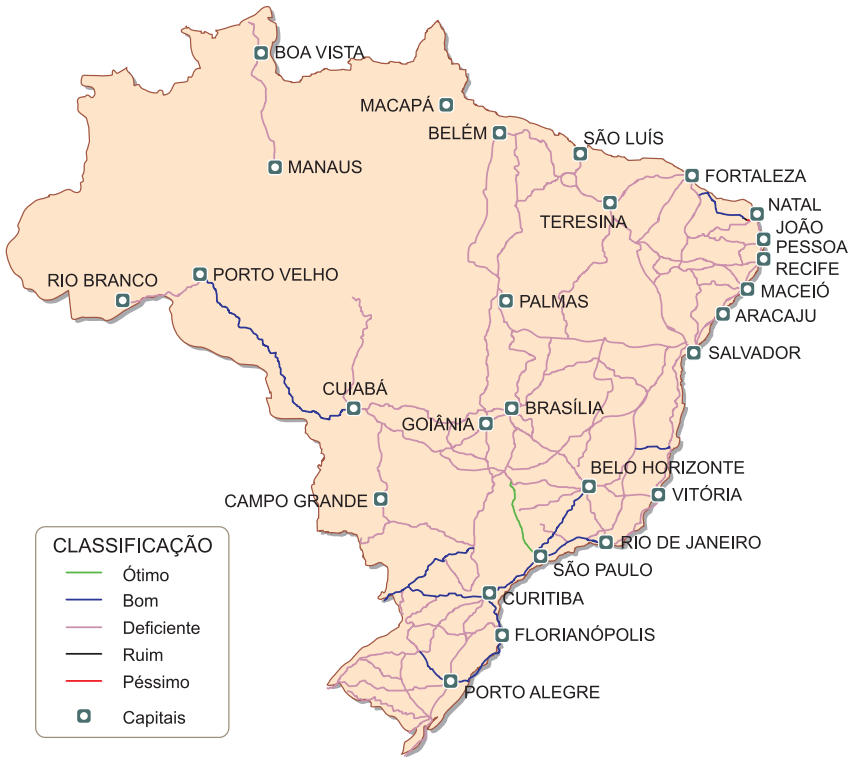 BOA VISTA
MACAPÁ
BELÉM
SÃO LUÍS
MANAUS
FORTALEZA
TERESINA
NATAL
JOÃO
PESSOA
RECIFE
RIO BRANCO
PORTO VELHO
MACEIÓ
PALMAS
ARACAJU
SALVADOR
CUIABÁ
GOIÂNIA
BRASÍLIA
BELO HORIZONTE
VITÓRIA
CAMPO GRANDE
RIO DE JANEIRO
SÃO PAULO
CURITIBA
FLORIANÓPOLIS
PORTO ALEGRE
CLASSIFICAÇÃO
Ótimo
Bom
Deficiente
Ruim
Péssimo
Capitais